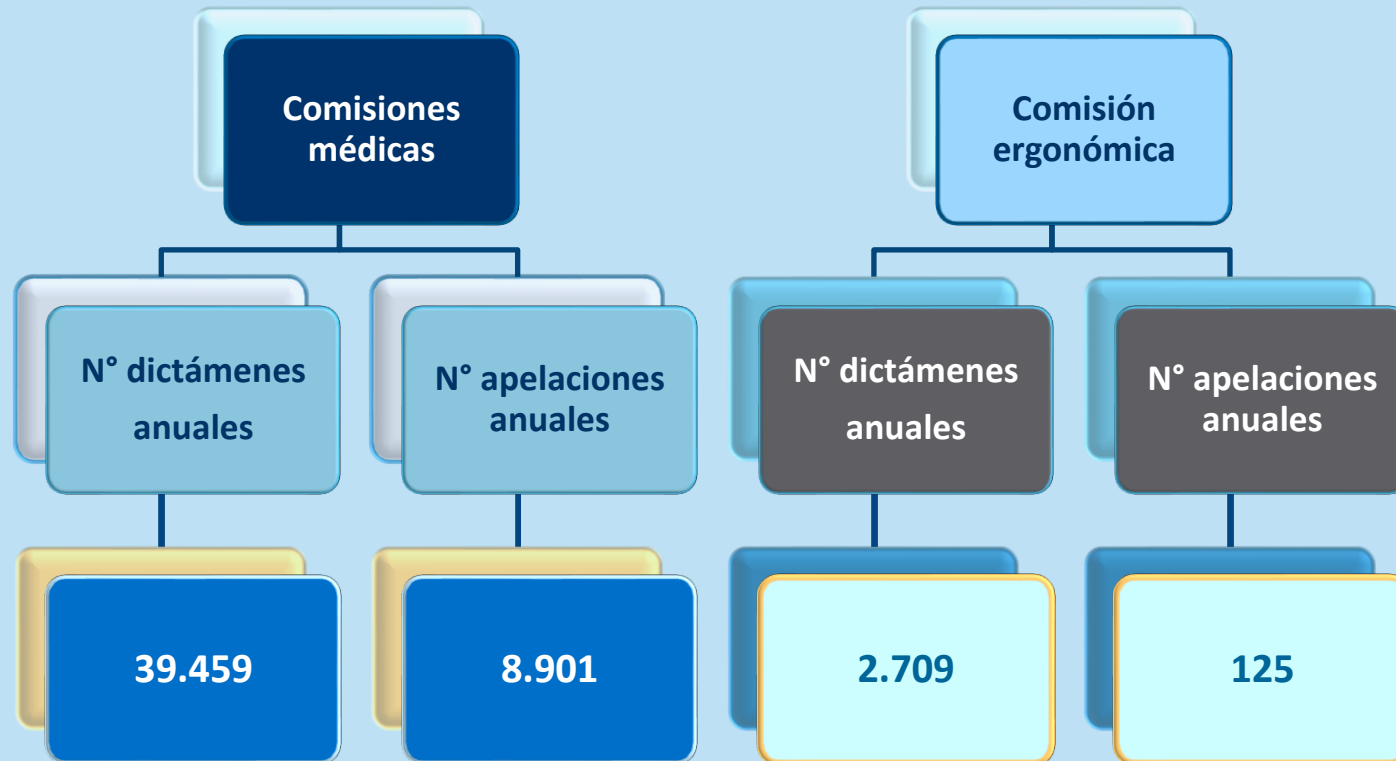 Comisiones
médicas
N° dictámenes
anuales
39.459
N° apelaciones
anuales
8.901
Comisión
ergonómica
N° dictámenes
anuales
2.709
N° apelaciones
anuales
125